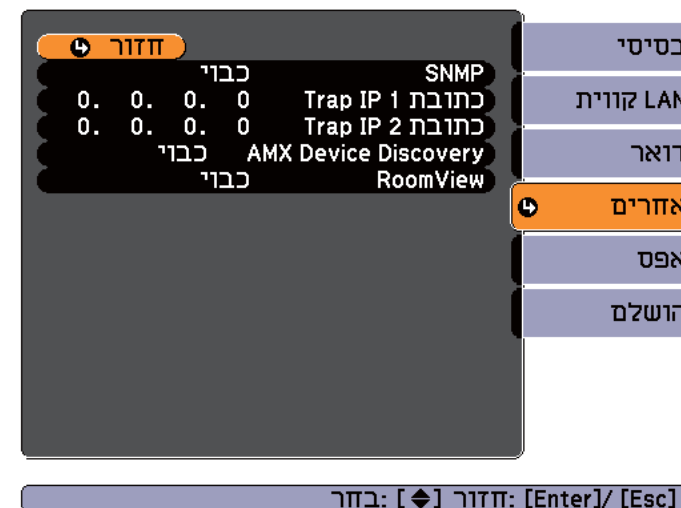 חזור
SNMP כבוי
כתובת Trap IP 1 0. 0. 0. 0
כתובת Trap IP 2 0. 0. 0. 0
AMX Device Discovery כבוי
RoomView כבוי
בסיסי
LAN קווית
דואר
אחרים
אפס
הושלם
[Esc] /[Enter]: חזור [ ]: בחר